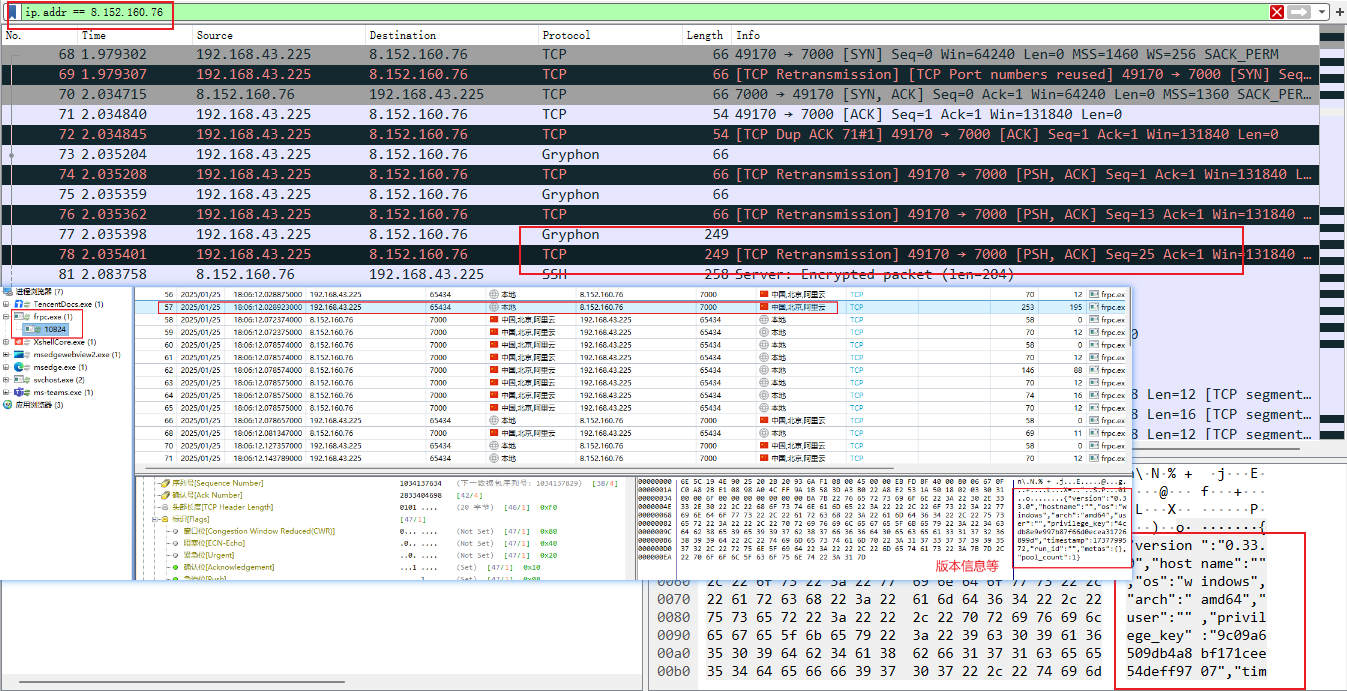 ip.addr == 8.152.160.76
No. Time Source Destination Protocol Length Info
68 1.979302 192.168.43.225 8.152.160.76 TCP 66 49170 → 7000 [SYN] Seq=0 Win=64240 Len=0 MSS=1460 WS=256 SACK_PERM
69 1.979307 192.168.43.225 8.152.160.76 TCP 66 [TCP Retransmission] [TCP Port numbers reused] 49170 → 7000 [SYN] Seq…
70 2.034715 8.152.160.76 192.168.43.225 TCP 66 7000 → 49170 [SYN, ACK] Seq=0 Ack=1 Win=64240 Len=0 MSS=1360 SACK_PER…
71 2.034840 192.168.43.225 8.152.160.76 TCP 54 49170 → 7000 [ACK] Seq=1 Ack=1 Win=131840 Len=0
72 2.034845 192.168.43.225 8.152.160.76 TCP 54 [TCP Dup ACK 71#1] 49170 → 7000 [ACK] Seq=1 Ack=1 Win=131840 Len=0
73 2.035204 192.168.43.225 8.152.160.76 Gryphon 66
74 2.035208 192.168.43.225 8.152.160.76 TCP 66 [TCP Retransmission] 49170 → 7000 [PSH, ACK] Seq=1 Ack=1 Win=131840 L…
75 2.035359 192.168.43.225 8.152.160.76 Gryphon 66
76 2.035362 192.168.43.225 8.152.160.76 TCP 66 [TCP Retransmission] 49170 → 7000 [PSH, ACK] Seq=13 Ack=1 Win=131840 …
77 2.035398 192.168.43.225 8.152.160.76 Gryphon 249
78 2.035401 192.168.43.225 8.152.160.76 TCP 249 [TCP Retransmission] 49170 → 7000 [PSH, ACK] Seq=25 Ack=1 Win=131840 …
81 2.083758 8.152.160.76 192.168.43.225 SSH 258 Server: Encrypted packet (len=204)
进程浏览器 (7)
TencentDocs.exe (1)
frpc.exe (1)
10824
XshellCore.exe (1)
msedgewebview2.exe (1)
msedge.exe (1)
svchost.exe (2)
ms-teams.exe (1)
应用浏览器 (3)
56 2025/01/25 18:06:12.028875000 192.168.43.225 65434 本地 8.152.160.76 7000 中国,北京,阿里云 TCP 70 12 frpc.ex
57 2025/01/25 18:06:12.028923000 192.168.43.225 65434 本地 8.152.160.76 7000 中国,北京,阿里云 TCP 253 195 frpc.ex
58 2025/01/25 18:06:12.072374000 8.152.160.76 7000 中国,北京,阿里云 192.168.43.225 65434 本地 TCP 58 0 frpc.ex
59 2025/01/25 18:06:12.072375000 8.152.160.76 7000 中国,北京,阿里云 192.168.43.225 65434 本地 TCP 70 12 frpc.ex
60 2025/01/25 18:06:12.078571000 8.152.160.76 7000 中国,北京,阿里云 192.168.43.225 65434 本地 TCP 58 0 frpc.ex
61 2025/01/25 18:06:12.078571000 8.152.160.76 7000 中国,北京,阿里云 192.168.43.225 65434 本地 TCP 70 12 frpc.ex
62 2025/01/25 18:06:12.078574000 8.152.160.76 7000 中国,北京,阿里云 192.168.43.225 65434 本地 TCP 146 88 frpc.ex
63 2025/01/25 18:06:12.078575000 8.152.160.76 7000 中国,北京,阿里云 192.168.43.225 65434 本地 TCP 70 12 frpc.ex
64 2025/01/25 18:06:12.078575000 8.152.160.76 7000 中国,北京,阿里云 192.168.43.225 65434 本地 TCP 74 16 frpc.ex
65 2025/01/25 18:06:12.078575000 8.152.160.76 7000 中国,北京,阿里云 192.168.43.225 65434 本地 TCP 70 12 frpc.ex
66 2025/01/25 18:06:12.078657000 192.168.43.225 65434 本地 8.152.160.76 7000 中国,北京,阿里云 TCP 58 0 frpc.ex
68 2025/01/25 18:06:12.081347000 8.152.160.76 7000 中国,北京,阿里云 192.168.43.225 65434 本地 TCP 69 11 frpc.ex
70 2025/01/25 18:06:12.127357000 192.168.43.225 65434 本地 8.152.160.76 7000 中国,北京,阿里云 TCP 58 0 frpc.ex
71 2025/01/25 18:06:12.143789000 192.168.43.225 65434 本地 8.152.160.76 7000 中国,北京,阿里云 TCP 70 12 frpc.ex
8 Len=12 [TCP segment…
8 Len=16 [TCP segment…
8 Len=12 [TCP segment…
序列号[Sequence Number] 1034137634 (下一数据包序列号: 1034137829) [38/4]
确认号[Ack Number] 2833404698 [42/4]
头部长度[TCP Header Length] 0101 .... (20 字节) [46/1] 0xF0
标识[Flags] [47/1]
窗口位[Congestion Window Reduced(CWR)] 0... .... (Not Set) [47/1] 0x80
阻塞位[ECN-Echo] .0.. .... (Not Set) [47/1] 0x40
紧急位[Urgent] ..0. .... (Not Set) [47/1] 0x20
确认位[Acknowledgement] ...1 .... (Set) [47/1] 0x10
{"version":"0.3
3.0","hostname":"","os":"w
indows","arch":"amd64","us
er":"","privilege_key":"4c
db8e9e997b87f66d0ecea31726
899d","timestamp":17377995
72,"run_id":"","metas":{},
"pool_count":1}
版本信息等
0080 2c 22 6f 73 22 3a 22 77 69 6e 64 6f 77 73 22 2c
0070 22 61 72 63 68 22 3a 22 61 6d 64 36 34 22 2c 22
0080 75 73 65 72 22 3a 22 22 2c 22 70 72 69 76 69 6c
0090 65 67 65 5f 6b 65 79 22 3a 22 39 63 30 39 61 36
00a0 35 30 39 64 62 34 61 38 62 66 31 37 31 63 65 65
00b0 35 34 64 65 66 66 39 37 30 37 22 2c 22 74 69 6d
version ":"0.33.
0","host name":""
,"os":"w indows",
"arch":" amd64","
user":"" ,"privil
ege_key" :"9c09a6
509db4a8 bf171cee
54deff97 07","tim